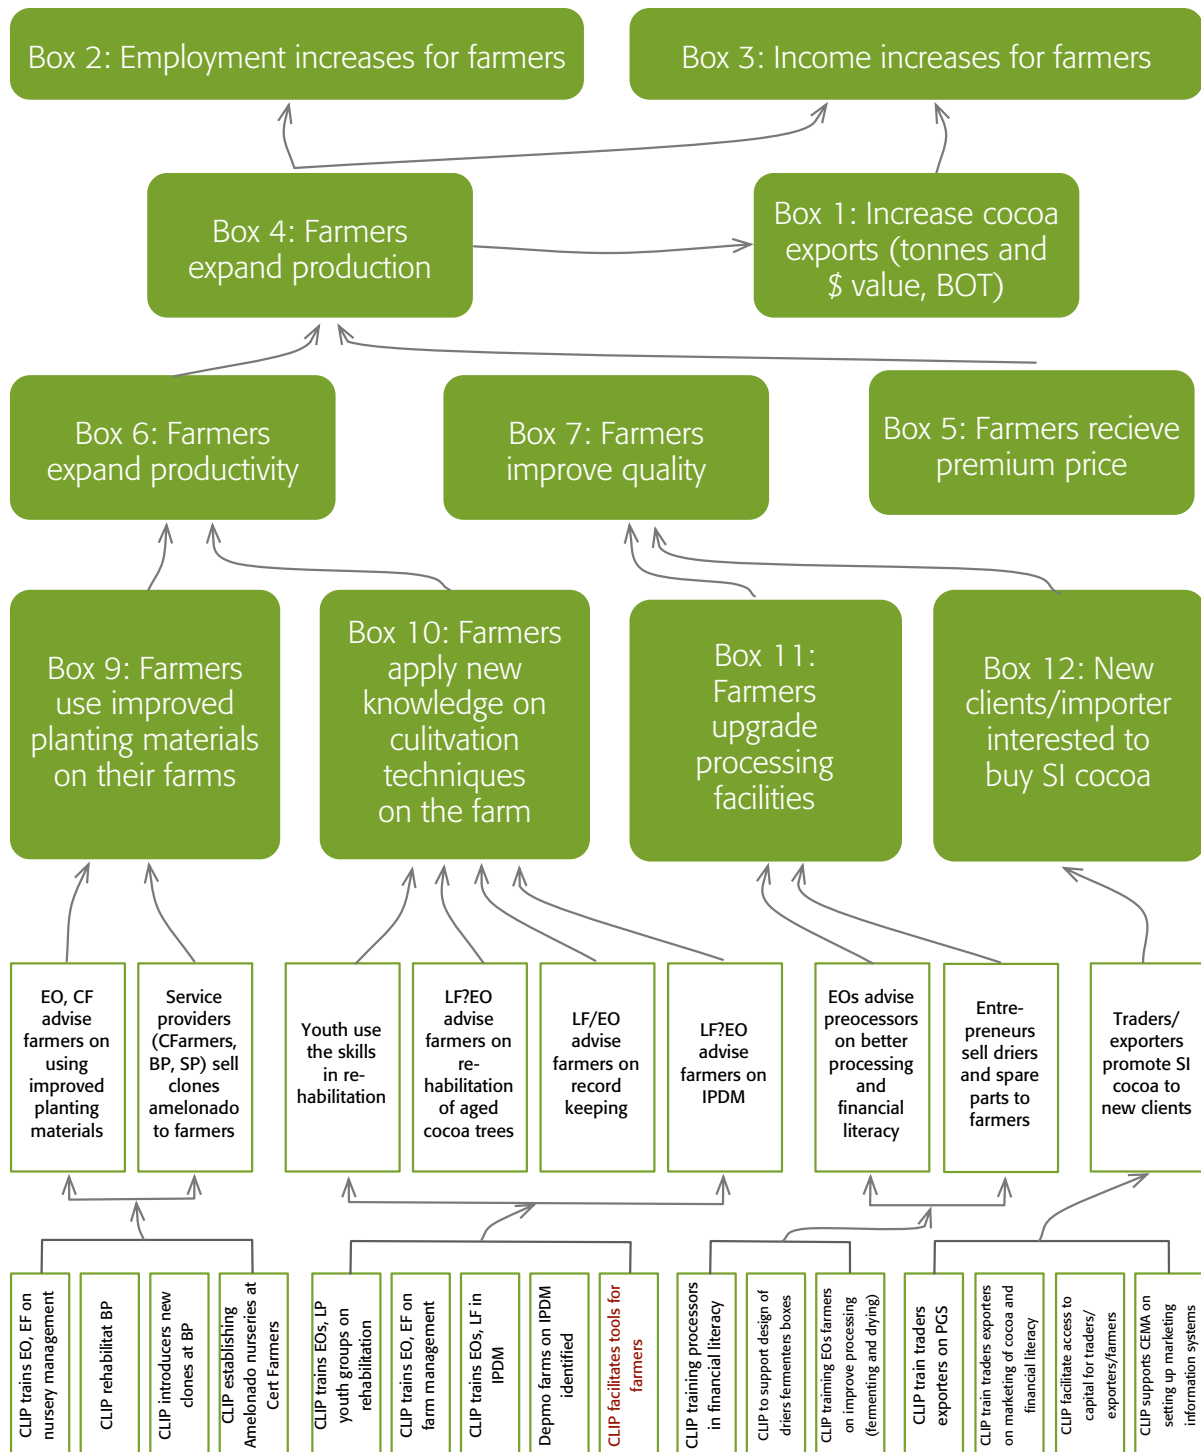 Box 2: Employment increases for farmers
Box 3: Income increases for farmers
Box 4: Farmers
expand production
Box 1: Increase cocoa
exports (tonnes and
$ value, BOT)
Box 6: Farmers
expand productivity
Box 7: Farmers
improve quality
Box 5: Farmers recieve
premium price
Box 9: Farmers
use improved
planting materials
on their farms
Box 10: Farmers
apply new
knowledge on
culitvation
techniques
on the farm
Box 11:
Farmers
upgrade
processing
facilities
Box 12: New
clients/importer
interested to
buy SI cocoa
EO, CF
advise
farmers on
using
improved
planting
materials
Service
providers
(CFarmers,
BP, SP) sell
clones
amelonado
to farmers
Youth use
the skills
in re-
habilitation
LF?EO
advise
farmers on
re-
habilitation
of aged
cocoa trees
LF/EO
advise
farmers on
record
keeping
LF?EO
advise
farmers on
IPDM
EOs advise
preocessors
on better
processing
and
financial
literacy
Entre-
preneurs
sell driers
and spare
parts to
farmers
Traders/
exporters
promote SI
cocoa to
new clients
CLIP trains EO, EF on
nursery management
CLIP rehabilitat BP
CLIP introducers new
clones at BP
CLIP establishing
Amelonado nurseries at
Cert Farmers
CLIP trains EOs, LP
youth groups on
rehabilitation
CLIP trains EO, EF on
farm management
CLIP trains EOs, LF in
IPDM
Depmo farms on IPDM
identified
CLIP facilitates tools for
farmers
CLIP training processors
in financial literacy
CLIP to support design of
driers fermenters boxes
CLIP traiming EOs farmers
on improve processing
(fermenting and drying)
CLIP train traders
exporters on PGS
CLIP train traders exporters
on marketing of cocoa and
financial literacy
CLIP facilitate access to
capital for traders/
exporters/farmers
CLIP supports CEMA on
setting up marketing
information systems